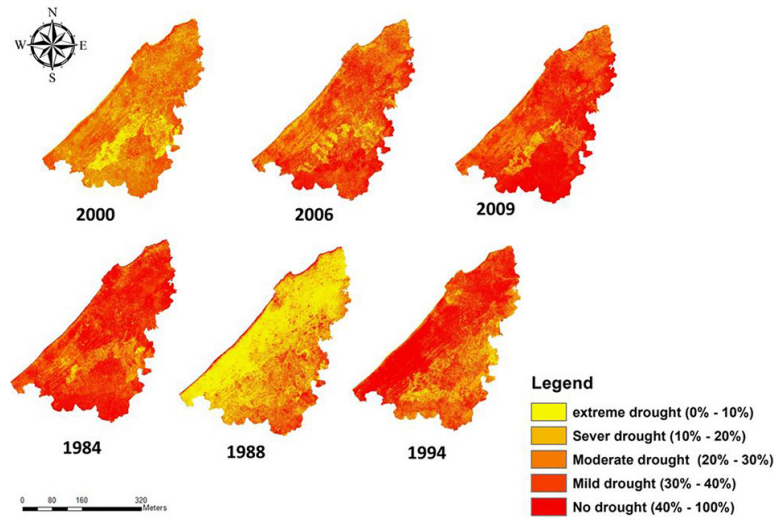 N
W E
S
2000
2006
2009
1984
1988
1994
Legend
extreme drought (0% - 10%)
Sever drought (10% - 20%)
Moderate drought (20% - 30%)
Mild drought (30% - 40%)
No drought (40% - 100%)
0 80 160 320
Meters